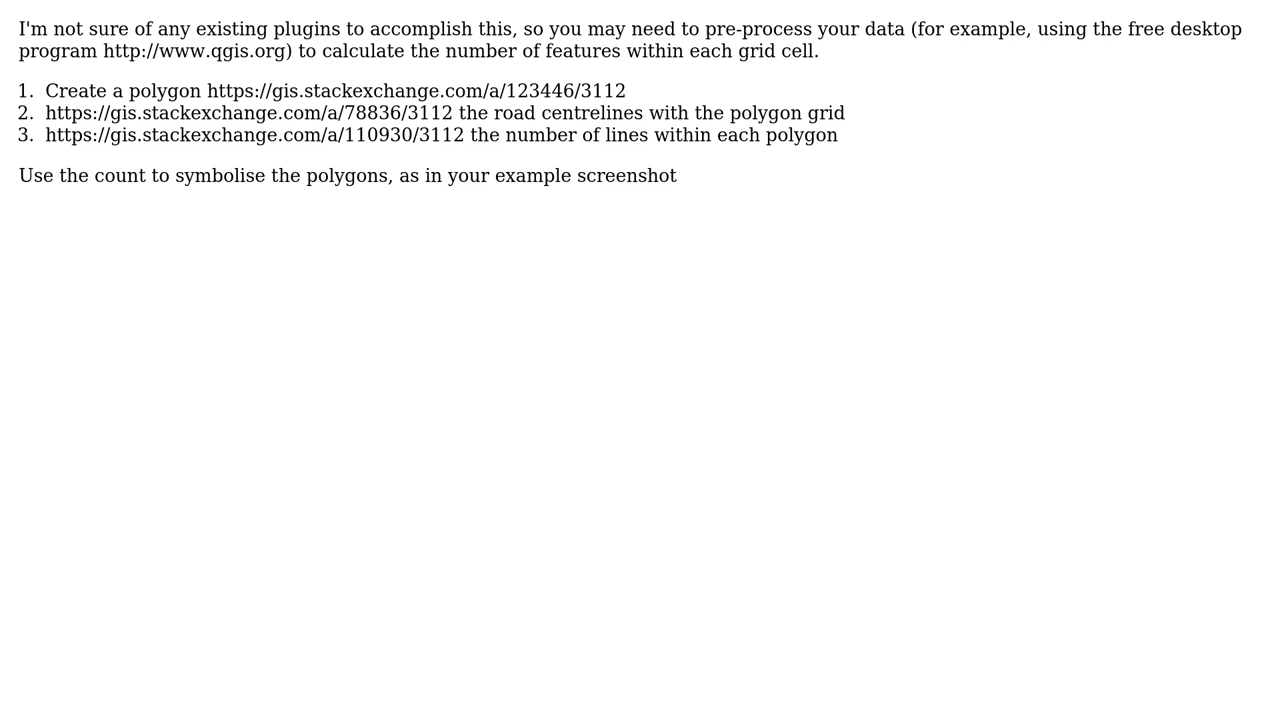 I'm not sure of any existing plugins to accomplish this, so you may need to pre-process your data (for example, using the free desktop
program http://www.qgis.org) to calculate the number of features within each grid cell.
1. Create a polygon https://gis.stackexchange.com/a/123446/3112
2. https://gis.stackexchange.com/a/78836/3112 the road centrelines with the polygon grid
3. https://gis.stackexchange.com/a/110930/3112 the number of lines within each polygon
Use the count to symbolise the polygons, as in your example screenshot